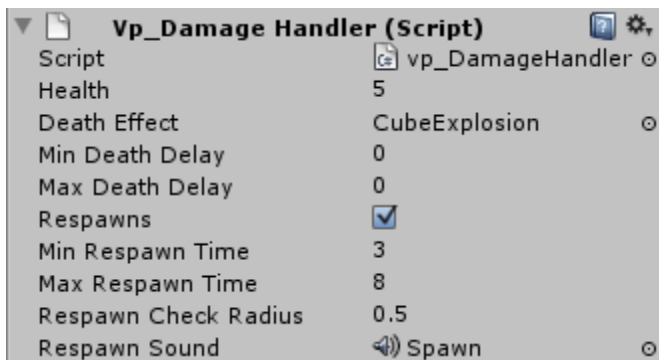 Vp_Damage Handler (Script)
Script vp_DamageHandler
Health 5
Death Effect CubeExplosion
Min Death Delay 0
Max Death Delay 0
Respawns
Min Respawn Time 3
Max Respawn Time 8
Respawn Check Radius 0.5
Respawn Sound Spawn